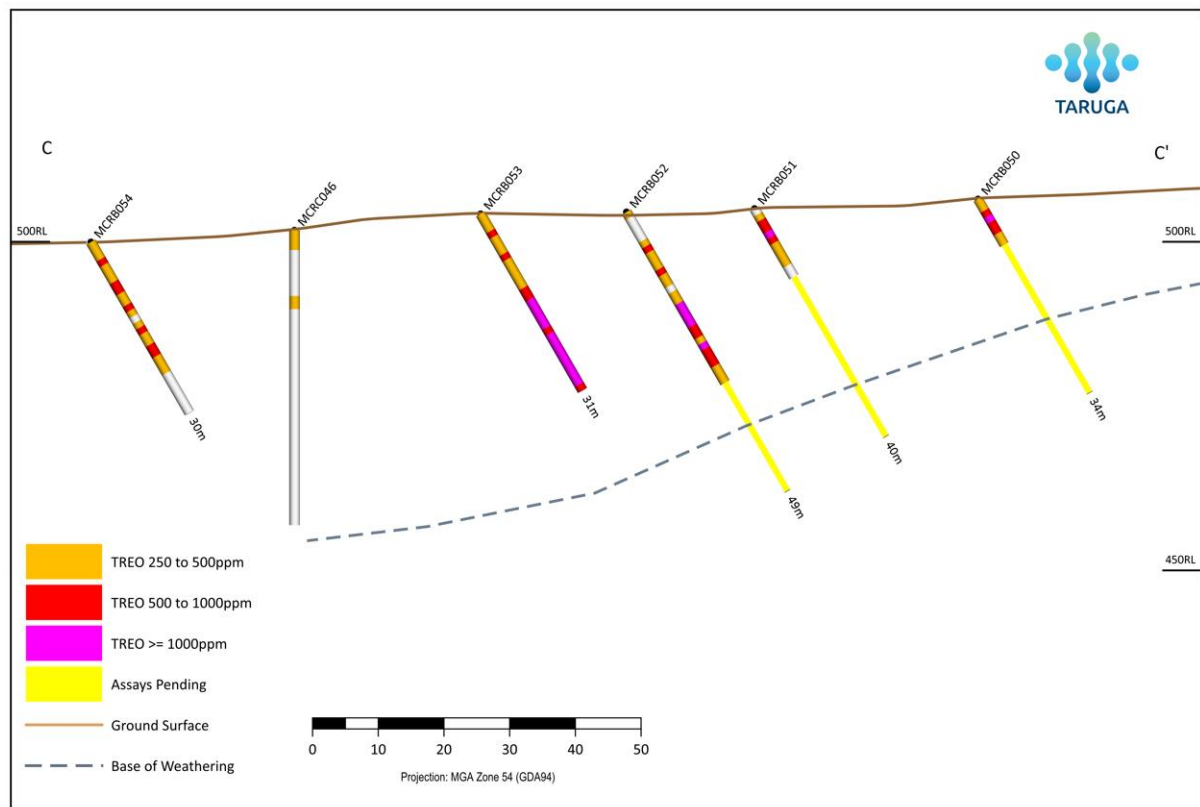 TARUGA
C
C'
MCRB054
MCRC046
MCRB053
MCRB052
MCRB051
MCRB050
500RL
500RL
30m
31m
49m
40m
34m
450RL
TREO 250 to 500ppm
TREO 500 to 1000ppm
TREO >= 1000ppm
Assays Pending
Ground Surface
Base of Weathering
0 10 20 30 40 50
Projection: MGA Zone 54 (GDA94)